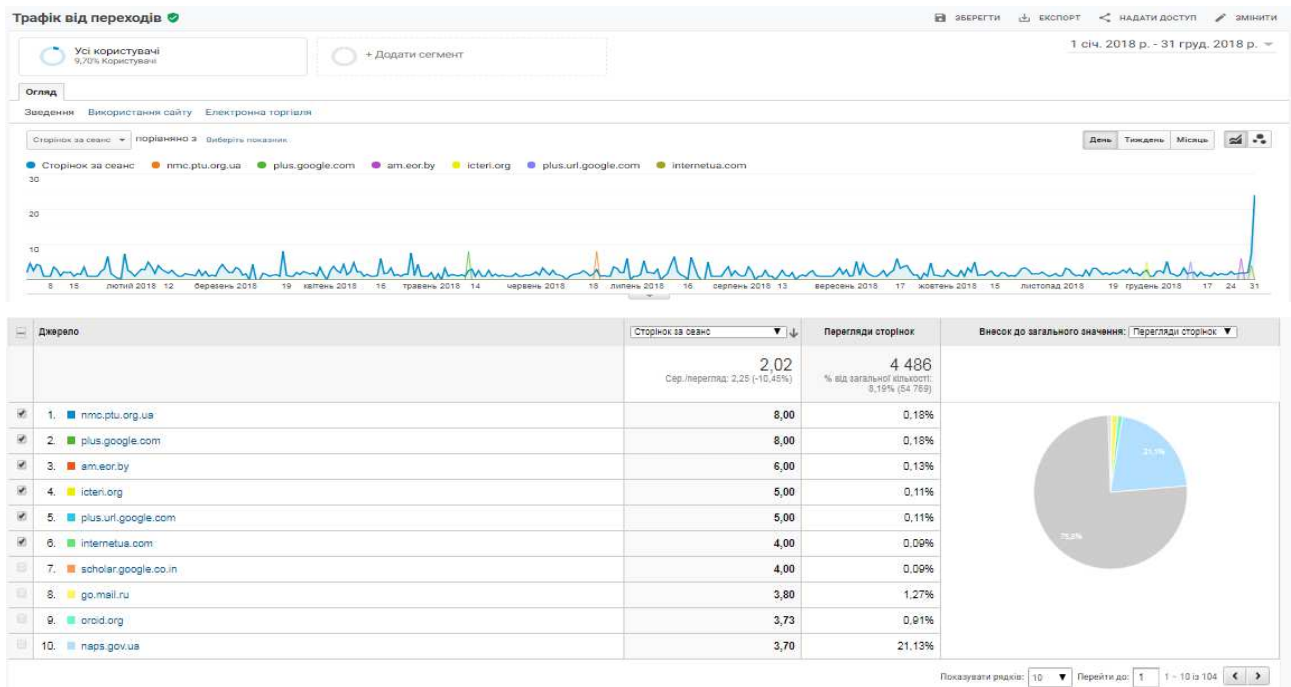 Трафік від переходів
ЗБЕРЕГТИ ЕКСПОРТ НАДАТИ ДОСТУП ЗМІНИТИ
Усі користувачі
9,70% Користувачі
+ Додати сегмент
1 січ. 2018 р. - 31 груд. 2018 р.
Огляд
Зведення Використання сайту Електронна торгівля
Сторінок за сеанс порівняно з Виберіть показник
День Тиждень Місяць
Сторінок за сеанс nmc.ptu.org.ua plus.google.com am.eor.by icteri.org plus.url.google.com internetua.com
30
20
10
8 15 лютий 2018 12 березень 2018 19 квітень 2018 16 травень 2018 14 червень 2018 18 липень 2018 16 серпень 2018 13 вересень 2018 17 жовтень 2018 15 листопад 2018 19 грудень 2018 17 24 31
Джерело Сторінок за сеанс Перегляди сторінок Внесок до загального значення: Перегляди сторінок
2,02 4 486
Сер./перегляд: 2,25 (-10,45%) % від загальної кількості:
8,19% (54 769)
1. nmc.ptu.org.ua 8,00 0,18%
2. plus.google.com 8,00 0,18%
3. am.eor.by 6,00 0,13%
4. icteri.org 5,00 0,11%
5. plus.url.google.com 5,00 0,11%
6. internetua.com 4,00 0,09%
7. scholar.google.co.in 4,00 0,09%
8. go.mail.ru 3,80 1,27%
9. orcid.org 3,73 0,91%
10. naps.gov.ua 3,70 21,13%
21,1%
Показувати рядків: 10 Перейти до: 1 1 - 10 із 104